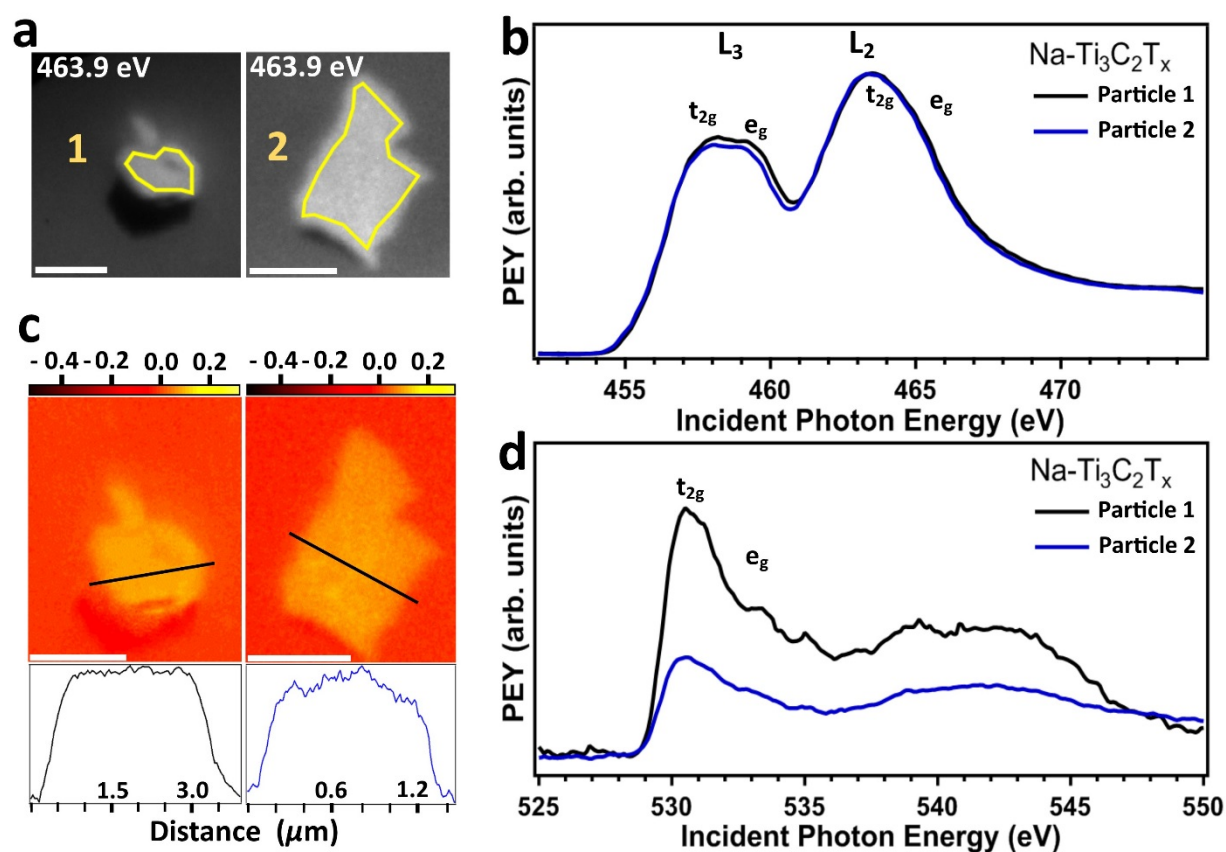 a
463.9 eV
1
463.9 eV
2
b
L₃
L₂
t₂g
e_g
t₂g
e_g
Na-Ti₃C₂Tₓ
Particle 1
Particle 2
PEY (arb. units)
455 460 465 470
Incident Photon Energy (eV)
c
- 0.4 - 0.2 0.0 0.2
- 0.4 - 0.2 0.0 0.2
1.5 3.0
0.6 1.2
Distance (μm)
d
t₂g
e_g
Na-Ti₃C₂Tₓ
Particle 1
Particle 2
PEY (arb. units)
525 530 535 540 545 550
Incident Photon Energy (eV)